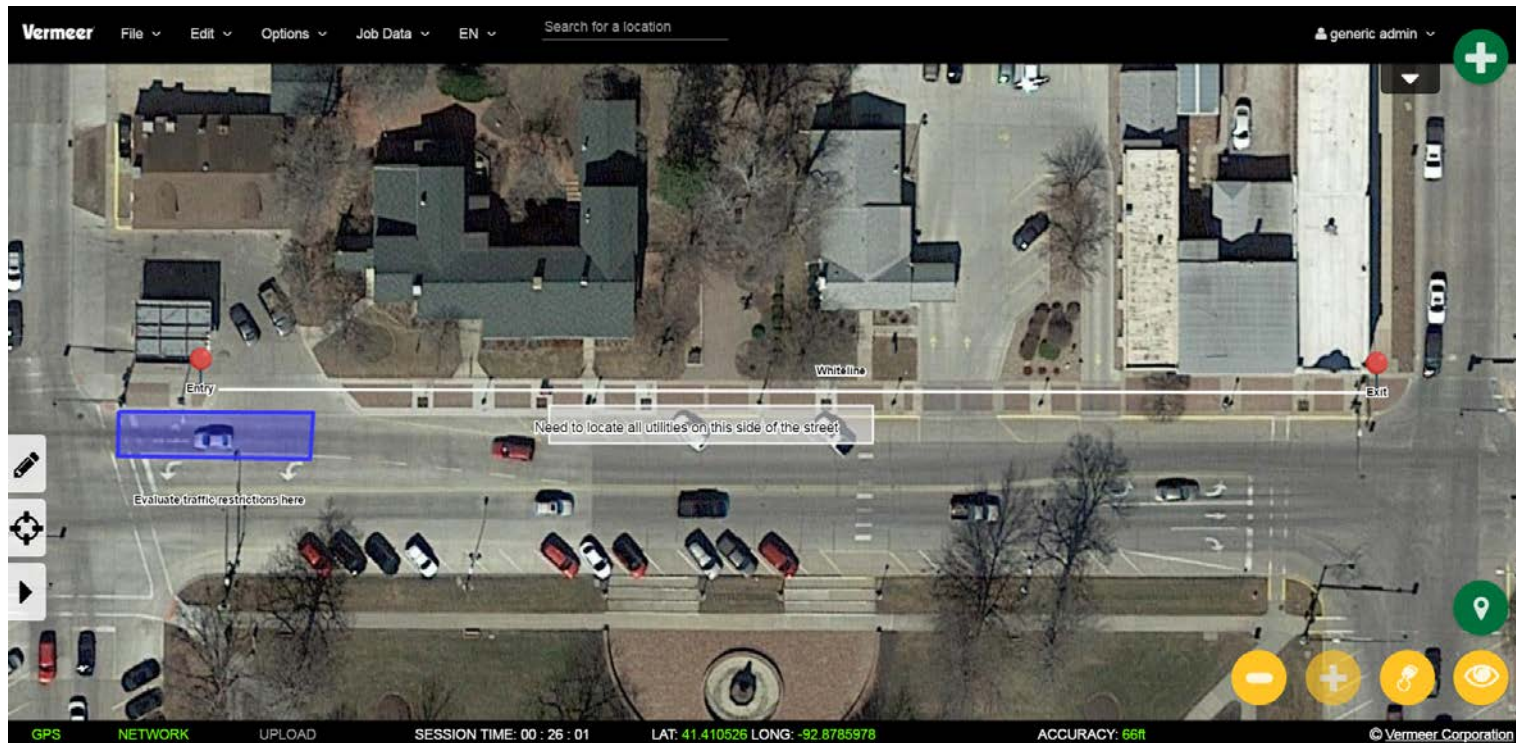 Vermeer File Edit Options Job Data EN Search for a location generic admin
Whiteline
Entry
Exit
Need to locate all utilities on this side of the street
Evaluate traffic restrictions here
GPS NETWORK UPLOAD SESSION TIME: 00 : 26 : 01 LAT: 41.410526 LONG: -92.8785978 ACCURACY: 66ft © Vermeer Corporation